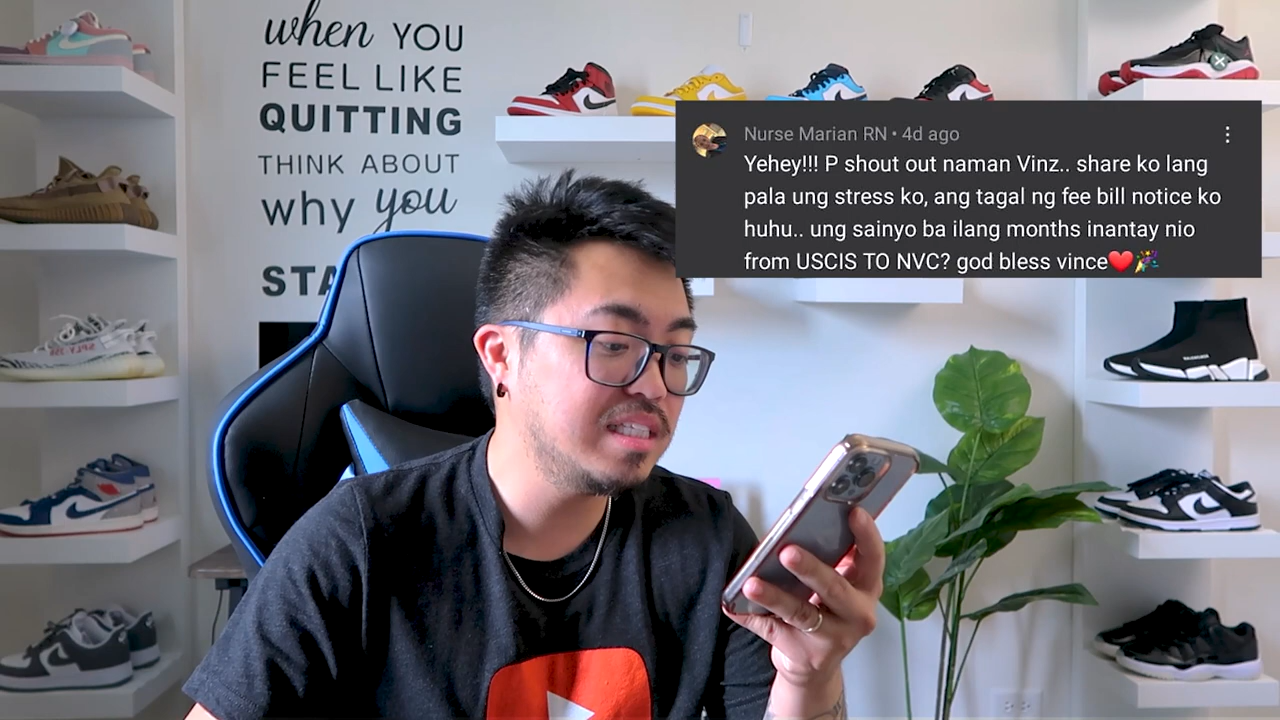 when YOU
FEEL LIKE
QUITTING
THINK ABOUT
why you
STA
Nurse Marian RN • 4d ago
Yehey!!! P shout out naman Vinz.. share ko lang
pala ung stress ko, ang tagal ng fee bill notice ko
huhu.. ung sainyo ba ilang months inantay nio
from USCIS TO NVC? god bless vince❤️🎉